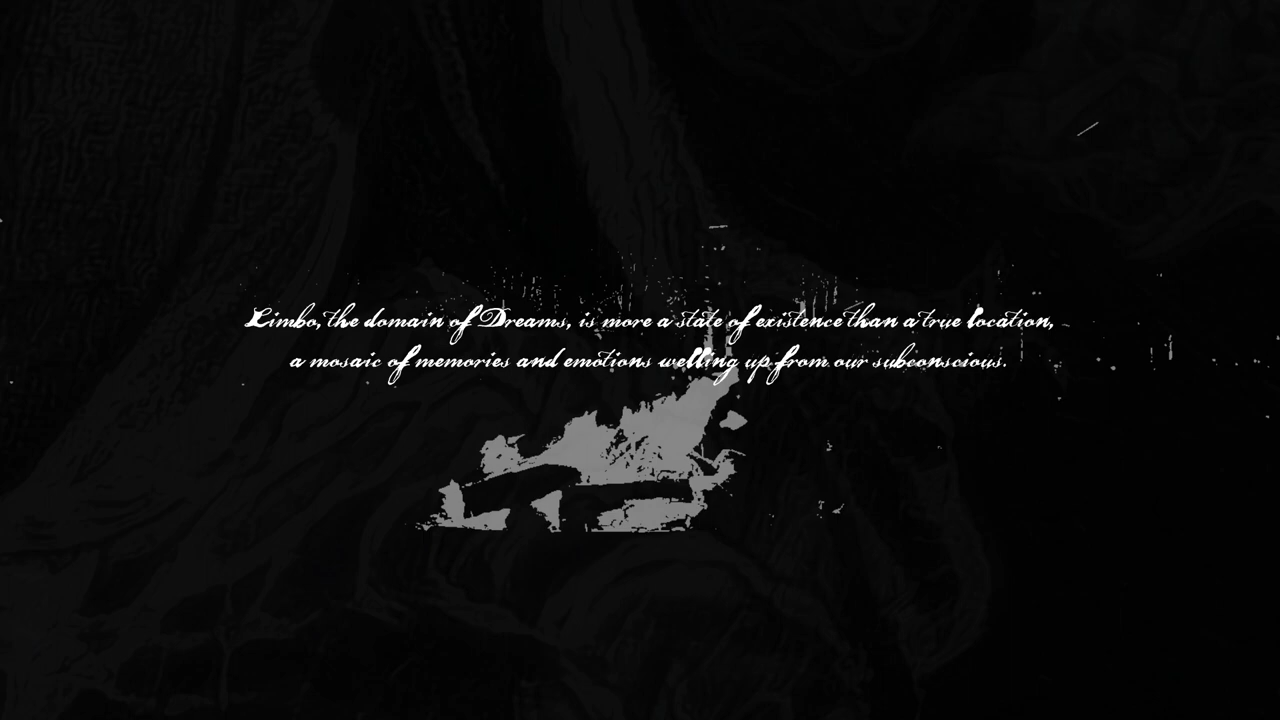 Limbo, the domain of Dreams, is more a state of existence than a true location,
a mosaic of memories and emotions welling up from our subconscious.